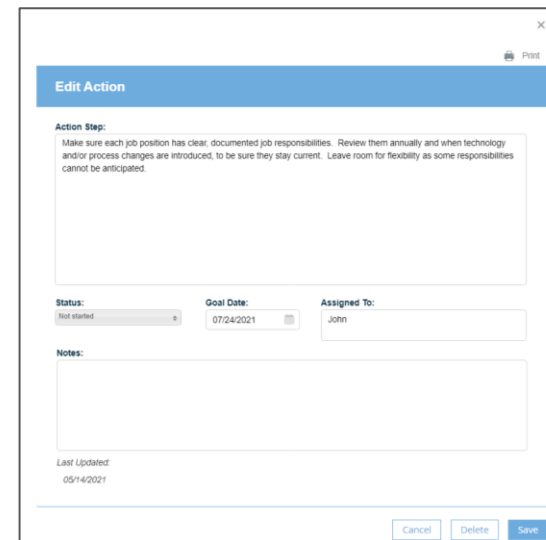 ×
Print
Edit Action
Action Step:
Make sure each job position has clear, documented job responsibilities. Review them annually and when technology
and/or process changes are introduced, to be sure they stay current. Leave room for flexibility as some responsibilities
cannot be anticipated.
Status: Goal Date: Assigned To:
Not started 07/24/2021 John
Notes:
Last Updated:
05/14/2021
Cancel Delete Save